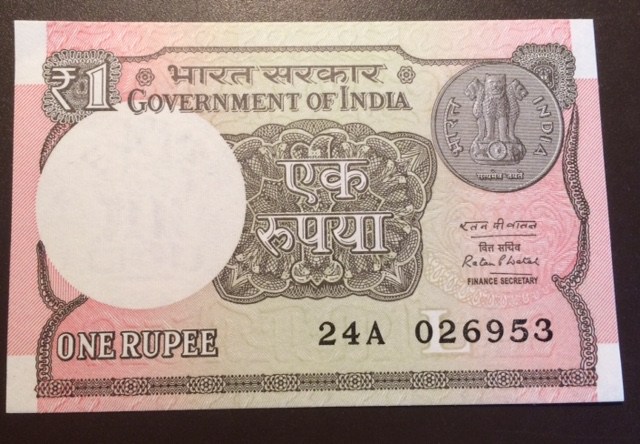 ₹1
भारत सरकार
GOVERNMENT OF INDIA
भारत INDIA
सत्यमेव जयते
एक
रुपया
रतन पी वातल
वित्त सचिव
Ratan P Watal
FINANCE SECRETARY
L
ONE RUPEE
24A 026953